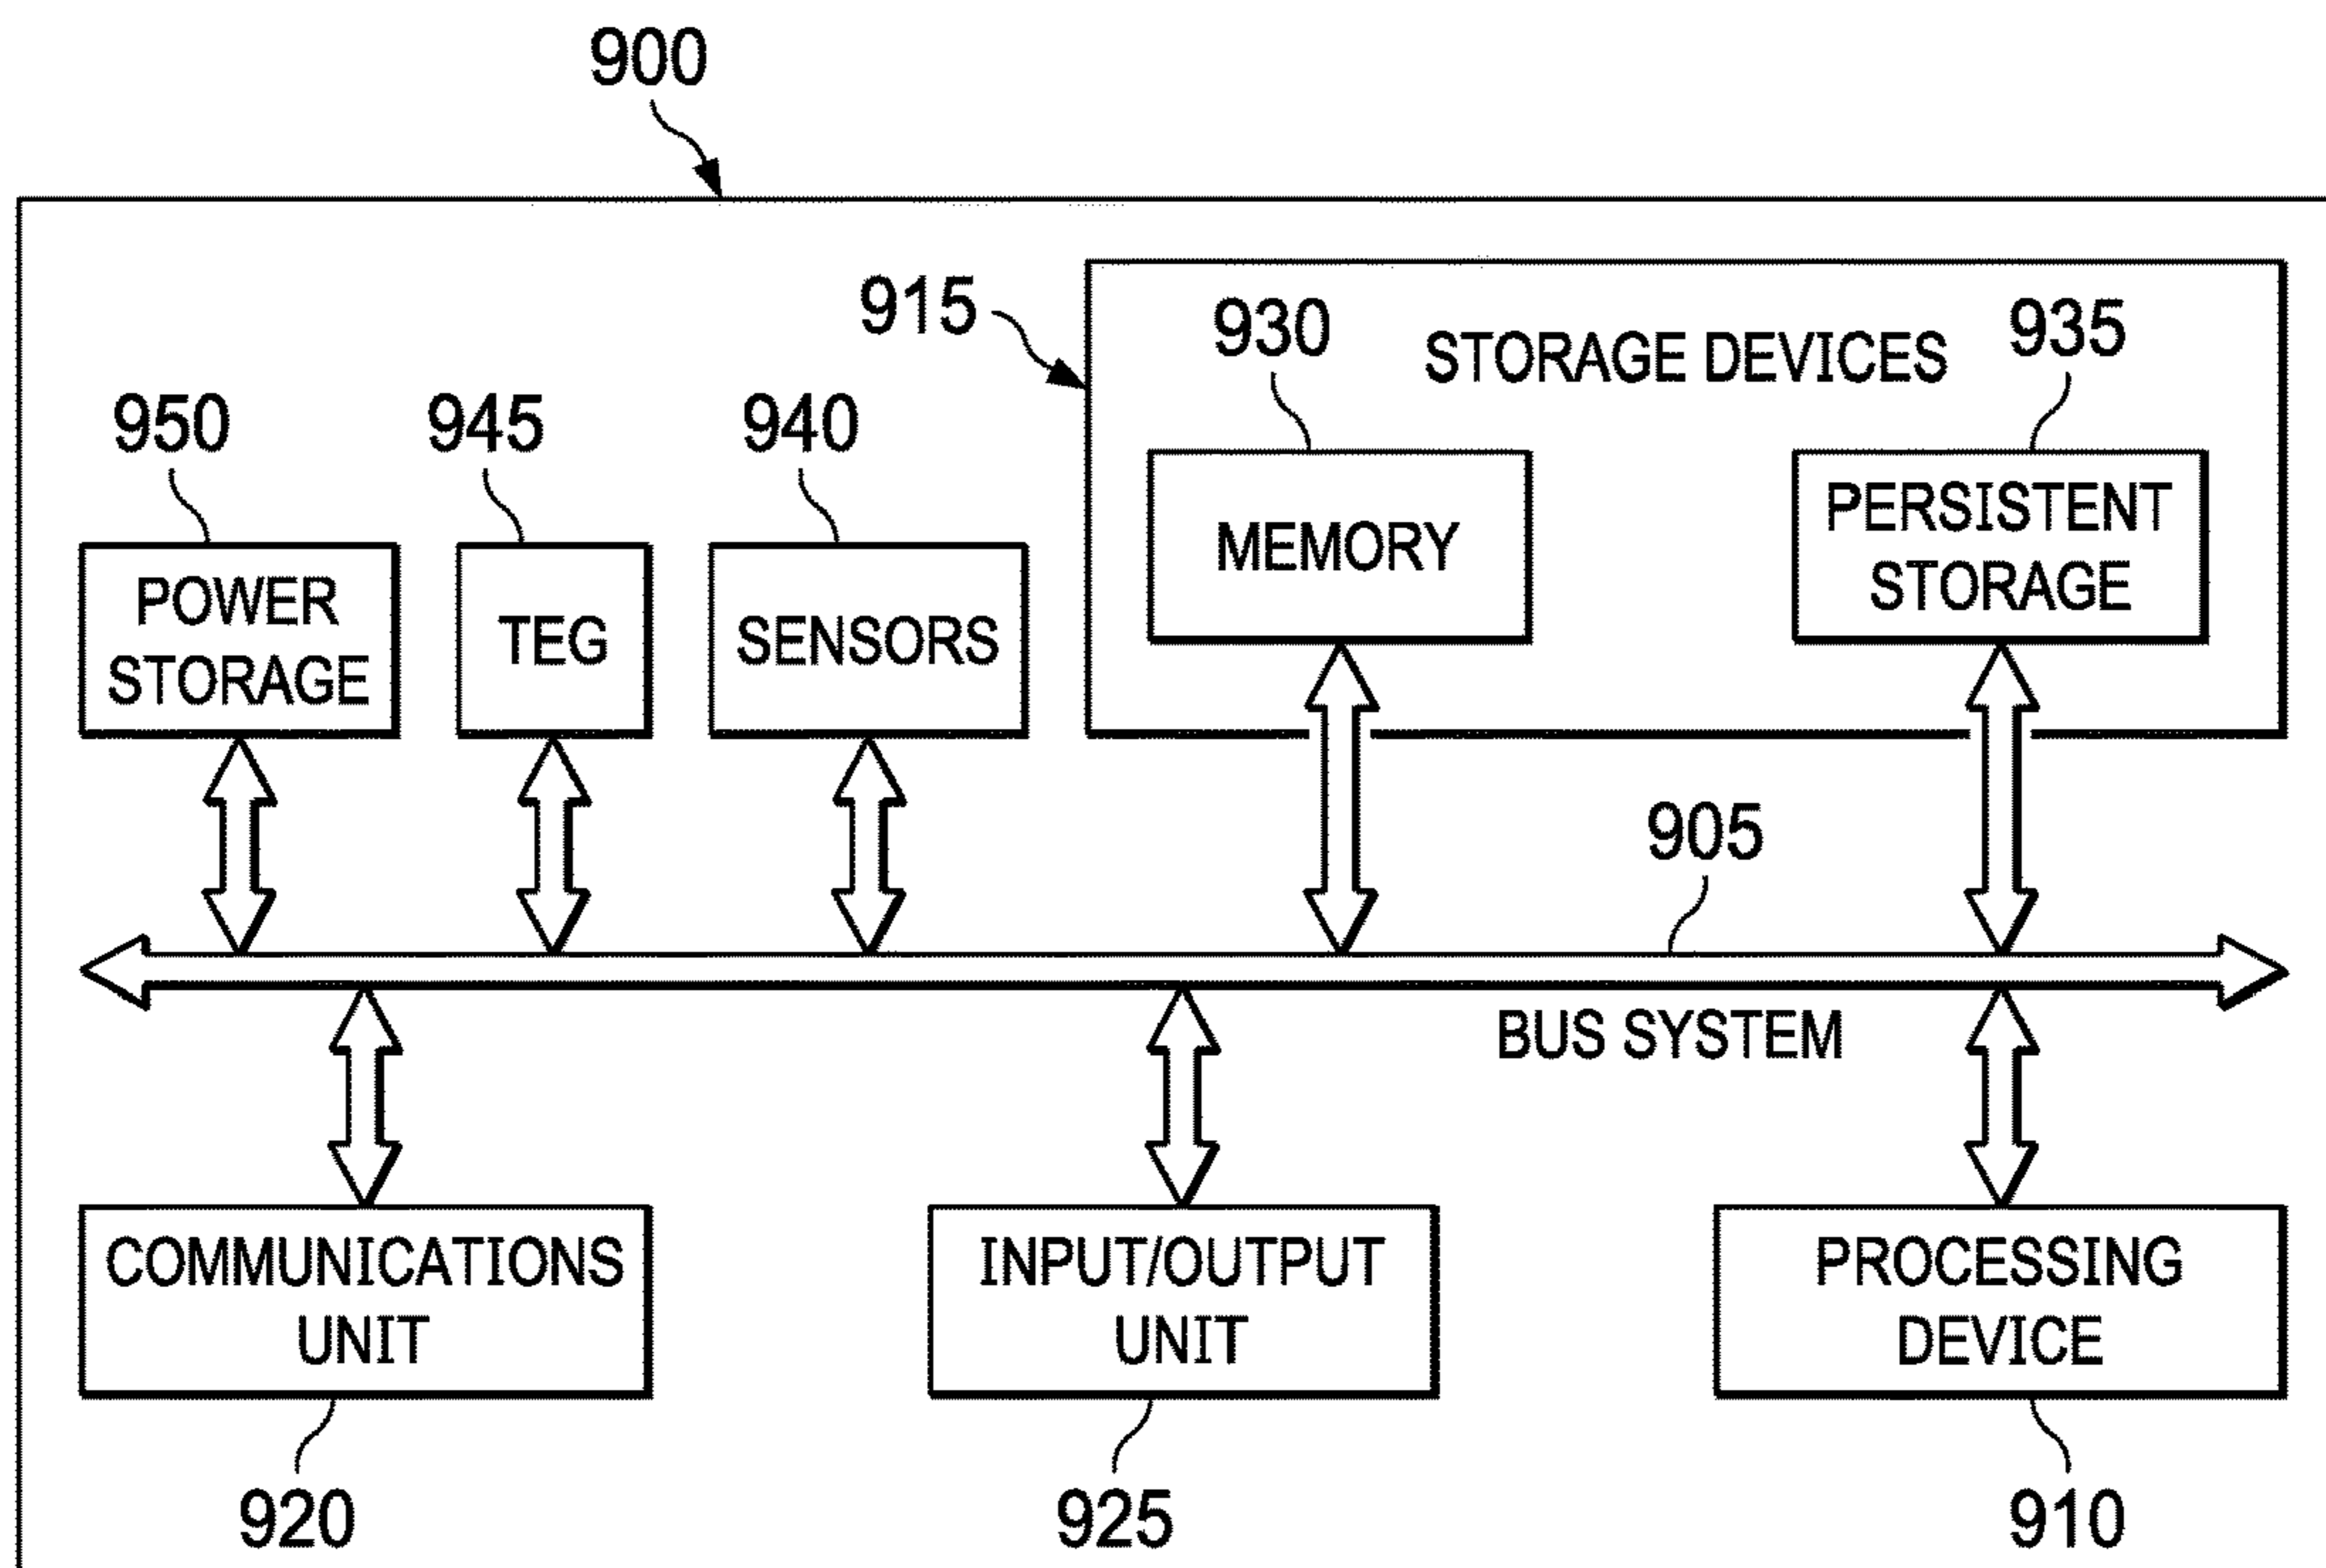 900
915
930
STORAGE DEVICES
935
950
945
940
MEMORY
PERSISTENT
STORAGE
POWER
STORAGE
TEG
SENSORS
905
BUS SYSTEM
COMMUNICATIONS
UNIT
INPUT/OUTPUT
UNIT
PROCESSING
DEVICE
920
925
910